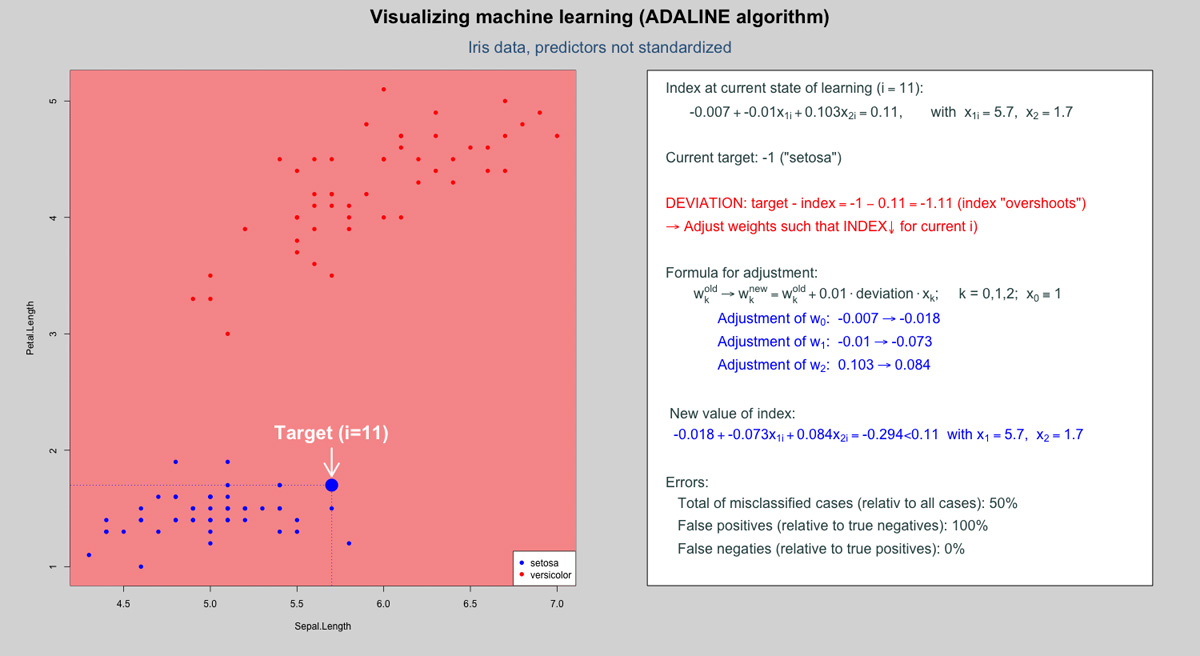 Visualizing machine learning (ADALINE algorithm)
Iris data, predictors not standardized
Petal.Length
5
4
3
2
1
Target (i=11)
setosa
versicolor
4.5 5.0 5.5 6.0 6.5 7.0
Sepal.Length
Index at current state of learning (i = 11):
-0.007 + -0.01x₁ᵢ + 0.103x₂ᵢ = 0.11, with x₁ᵢ = 5.7, x₂ = 1.7
Current target: -1 ("setosa")
DEVIATION: target - index = -1 − 0.11 = -1.11 (index "overshoots")
→ Adjust weights such that INDEX↓ for current i)
Formula for adjustment:
wₖᵒˡᵈ → wₖⁿᵉʷ = wₖᵒˡᵈ + 0.01 · deviation · xₖ; k = 0,1,2; x₀ ≡ 1
Adjustment of w₀: -0.007 → -0.018
Adjustment of w₁: -0.01 → -0.073
Adjustment of w₂: 0.103 → 0.084
New value of index:
-0.018 + -0.073x₁ᵢ + 0.084x₂ᵢ = -0.294<0.11 with x₁ = 5.7, x₂ = 1.7
Errors:
Total of misclassified cases (relativ to all cases): 50%
False positives (relative to true negatives): 100%
False negaties (relative to true positives): 0%